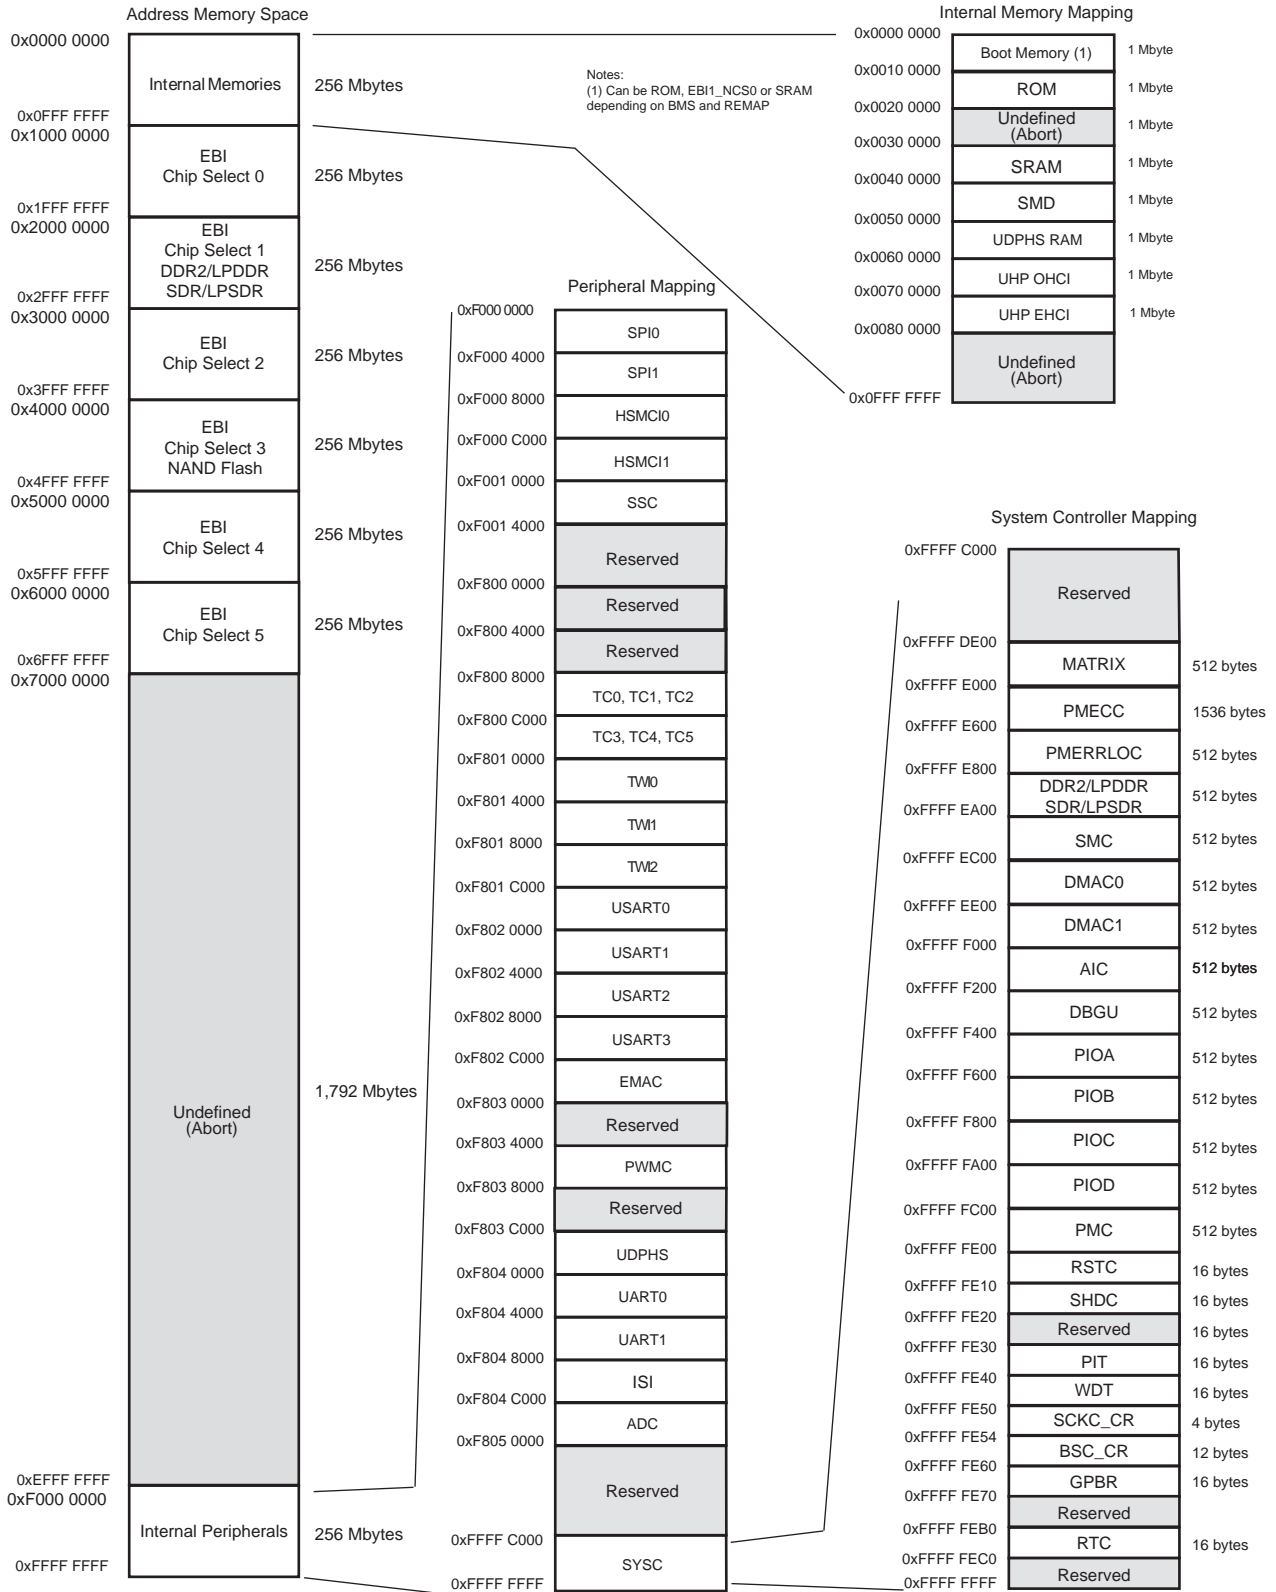 Address Memory Space
0x0000 0000
Internal Memories
256 Mbytes
0x0FFF FFFF
0x1000 0000
EBI
Chip Select 0
256 Mbytes
0x1FFF FFFF
0x2000 0000
EBI
Chip Select 1
DDR2/LPDDR
SDR/LPSDR
256 Mbytes
0x2FFF FFFF
0x3000 0000
EBI
Chip Select 2
256 Mbytes
0x3FFF FFFF
0x4000 0000
EBI
Chip Select 3
NAND Flash
256 Mbytes
0x4FFF FFFF
0x5000 0000
EBI
Chip Select 4
256 Mbytes
0x5FFF FFFF
0x6000 0000
EBI
Chip Select 5
256 Mbytes
0x6FFF FFFF
0x7000 0000
Undefined
(Abort)
1,792 Mbytes
0xEFFF FFFF
0xF000 0000
Internal Peripherals
256 Mbytes
0xFFFF FFFF
Notes:
(1) Can be ROM, EBI1_NCS0 or SRAM
depending on BMS and REMAP
Peripheral Mapping
0xF000 0000
SPI0
0xF000 4000
SPI1
0xF000 8000
HSMCI0
0xF000 C000
HSMCI1
0xF001 0000
SSC
0xF001 4000
Reserved
0xF800 0000
Reserved
0xF800 4000
Reserved
0xF800 8000
TC0, TC1, TC2
0xF800 C000
TC3, TC4, TC5
0xF801 0000
TWI0
0xF801 4000
TWI1
0xF801 8000
TWI2
0xF801 C000
USART0
0xF802 0000
USART1
0xF802 4000
USART2
0xF802 8000
USART3
0xF802 C000
EMAC
0xF803 0000
Reserved
0xF803 4000
PWMC
0xF803 8000
Reserved
0xF803 C000
UDPHS
0xF804 0000
UART0
0xF804 4000
UART1
0xF804 8000
ISI
0xF804 C000
ADC
0xF805 0000
Reserved
0xFFFF C000
SYSC
0xFFFF FFFF
Internal Memory Mapping
0x0000 0000
Boot Memory (1)
1 Mbyte
0x0010 0000
ROM
1 Mbyte
0x0020 0000
Undefined
(Abort)
1 Mbyte
0x0030 0000
SRAM
1 Mbyte
0x0040 0000
SMD
1 Mbyte
0x0050 0000
UDPHS RAM
1 Mbyte
0x0060 0000
UHP OHCI
1 Mbyte
0x0070 0000
UHP EHCI
1 Mbyte
0x0080 0000
Undefined
(Abort)
0x0FFF FFFF
System Controller Mapping
0xFFFF C000
Reserved
0xFFFF DE00
MATRIX
512 bytes
0xFFFF E000
PMECC
1536 bytes
0xFFFF E600
PMERRLOC
512 bytes
0xFFFF E800
DDR2/LPDDR
SDR/LPSDR
512 bytes
0xFFFF EA00
SMC
512 bytes
0xFFFF EC00
DMAC0
512 bytes
0xFFFF EE00
DMAC1
512 bytes
0xFFFF F000
AIC
512 bytes
0xFFFF F200
DBGU
512 bytes
0xFFFF F400
PIOA
512 bytes
0xFFFF F600
PIOB
512 bytes
0xFFFF F800
PIOC
512 bytes
0xFFFF FA00
PIOD
512 bytes
0xFFFF FC00
PMC
512 bytes
0xFFFF FE00
RSTC
16 bytes
0xFFFF FE10
SHDC
16 bytes
0xFFFF FE20
Reserved
16 bytes
0xFFFF FE30
PIT
16 bytes
0xFFFF FE40
WDT
16 bytes
0xFFFF FE50
SCKC_CR
4 bytes
0xFFFF FE54
BSC_CR
12 bytes
0xFFFF FE60
GPBR
16 bytes
0xFFFF FE70
Reserved
0xFFFF FEB0
RTC
16 bytes
0xFFFF FEC0
Reserved
0xFFFF FFFF